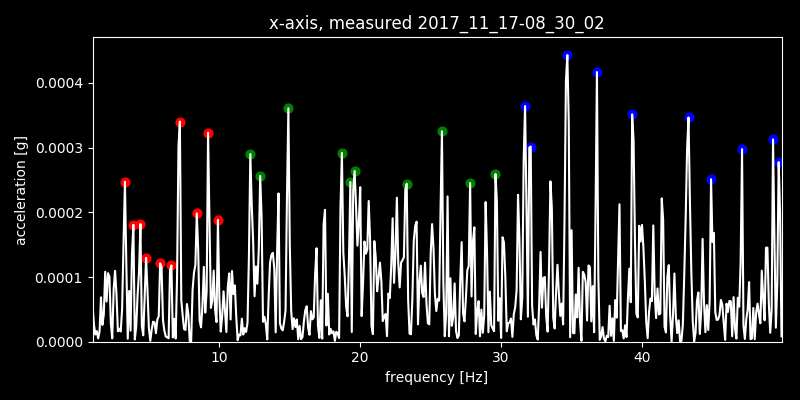 x-axis, measured 2017_11_17-08_30_02
acceleration [g]
0.0004
0.0003
0.0002
0.0001
0.0000
10 20 30 40
frequency [Hz]